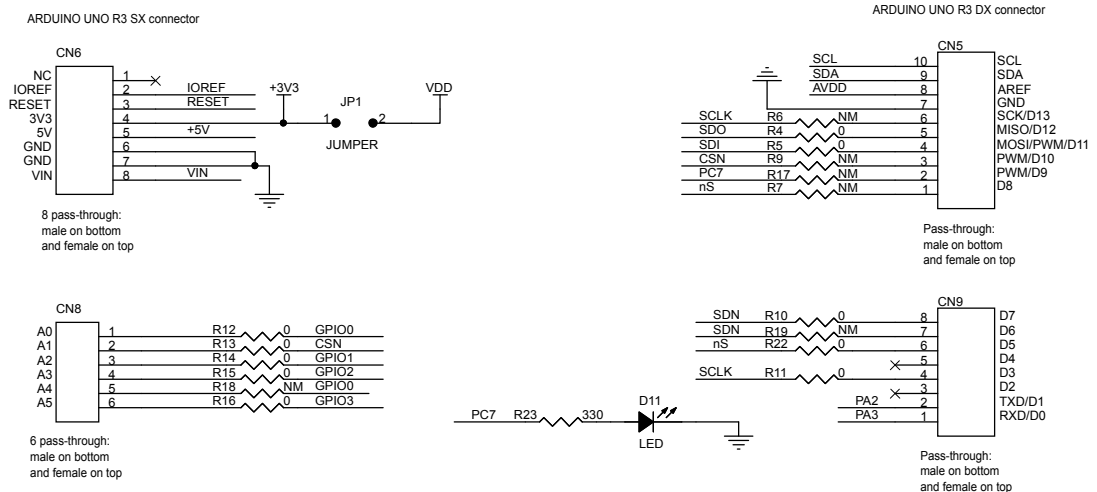 ARDUINO UNO R3 SX connector
CN6
NC 1
IOREF 2 IOREF
RESET 3 RESET
3V3 4
5V 5 +5V
GND 6
GND 7
VIN 8 VIN
+3V3
JP1
1 2
JUMPER
VDD
8 pass-through:
male on bottom
and female on top
ARDUINO UNO R3 DX connector
CN5
SCL 10 SCL
SDA 9 SDA
AVDD 8 AREF
7 GND
SCLK R6 NM 6 SCK/D13
SDO R4 0 5 MISO/D12
SDI R5 0 4 MOSI/PWM/D11
CSN R9 NM 3 PWM/D10
PC7 R17 NM 2 PWM/D9
nS R7 NM 1 D8
Pass-through:
male on bottom
and female on top
CN8
A0 1 R12 0 GPIO0
A1 2 R13 0 CSN
A2 3 R14 0 GPIO1
A3 4 R15 0 GPIO2
A4 5 R18 NM GPIO0
A5 6 R16 0 GPIO3
6 pass-through:
male on bottom
and female on top
PC7 R23 330
D11
LED
CN9
SDN R10 0 8 D7
SDN R19 NM 7 D6
nS R22 0 6 D5
5 D4
SCLK R11 0 4 D3
3 D2
PA2 2 TXD/D1
PA3 1 RXD/D0
Pass-through:
male on bottom
and female on top